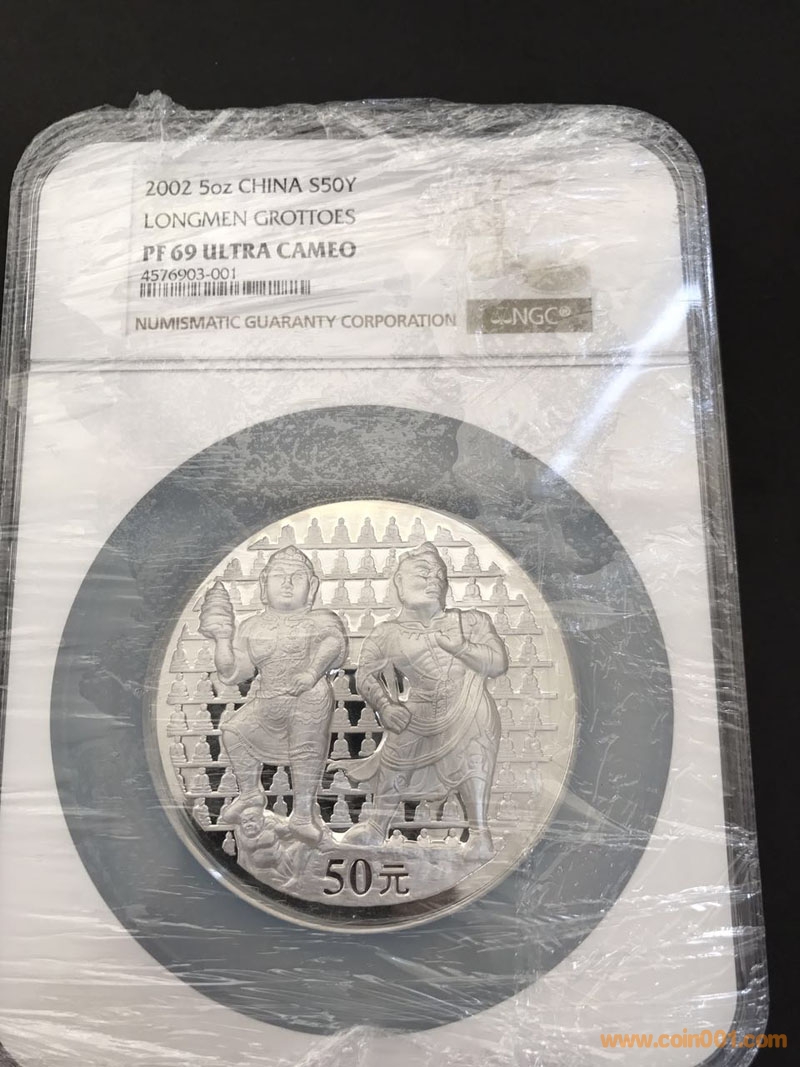 2002 5oz CHINA S50Y
LONGMEN GROTTOES
PF 69 ULTRA CAMEO
4576903-001
NUMISMATIC GUARANTY CORPORATION
NGC®
50元
www.coin001.com